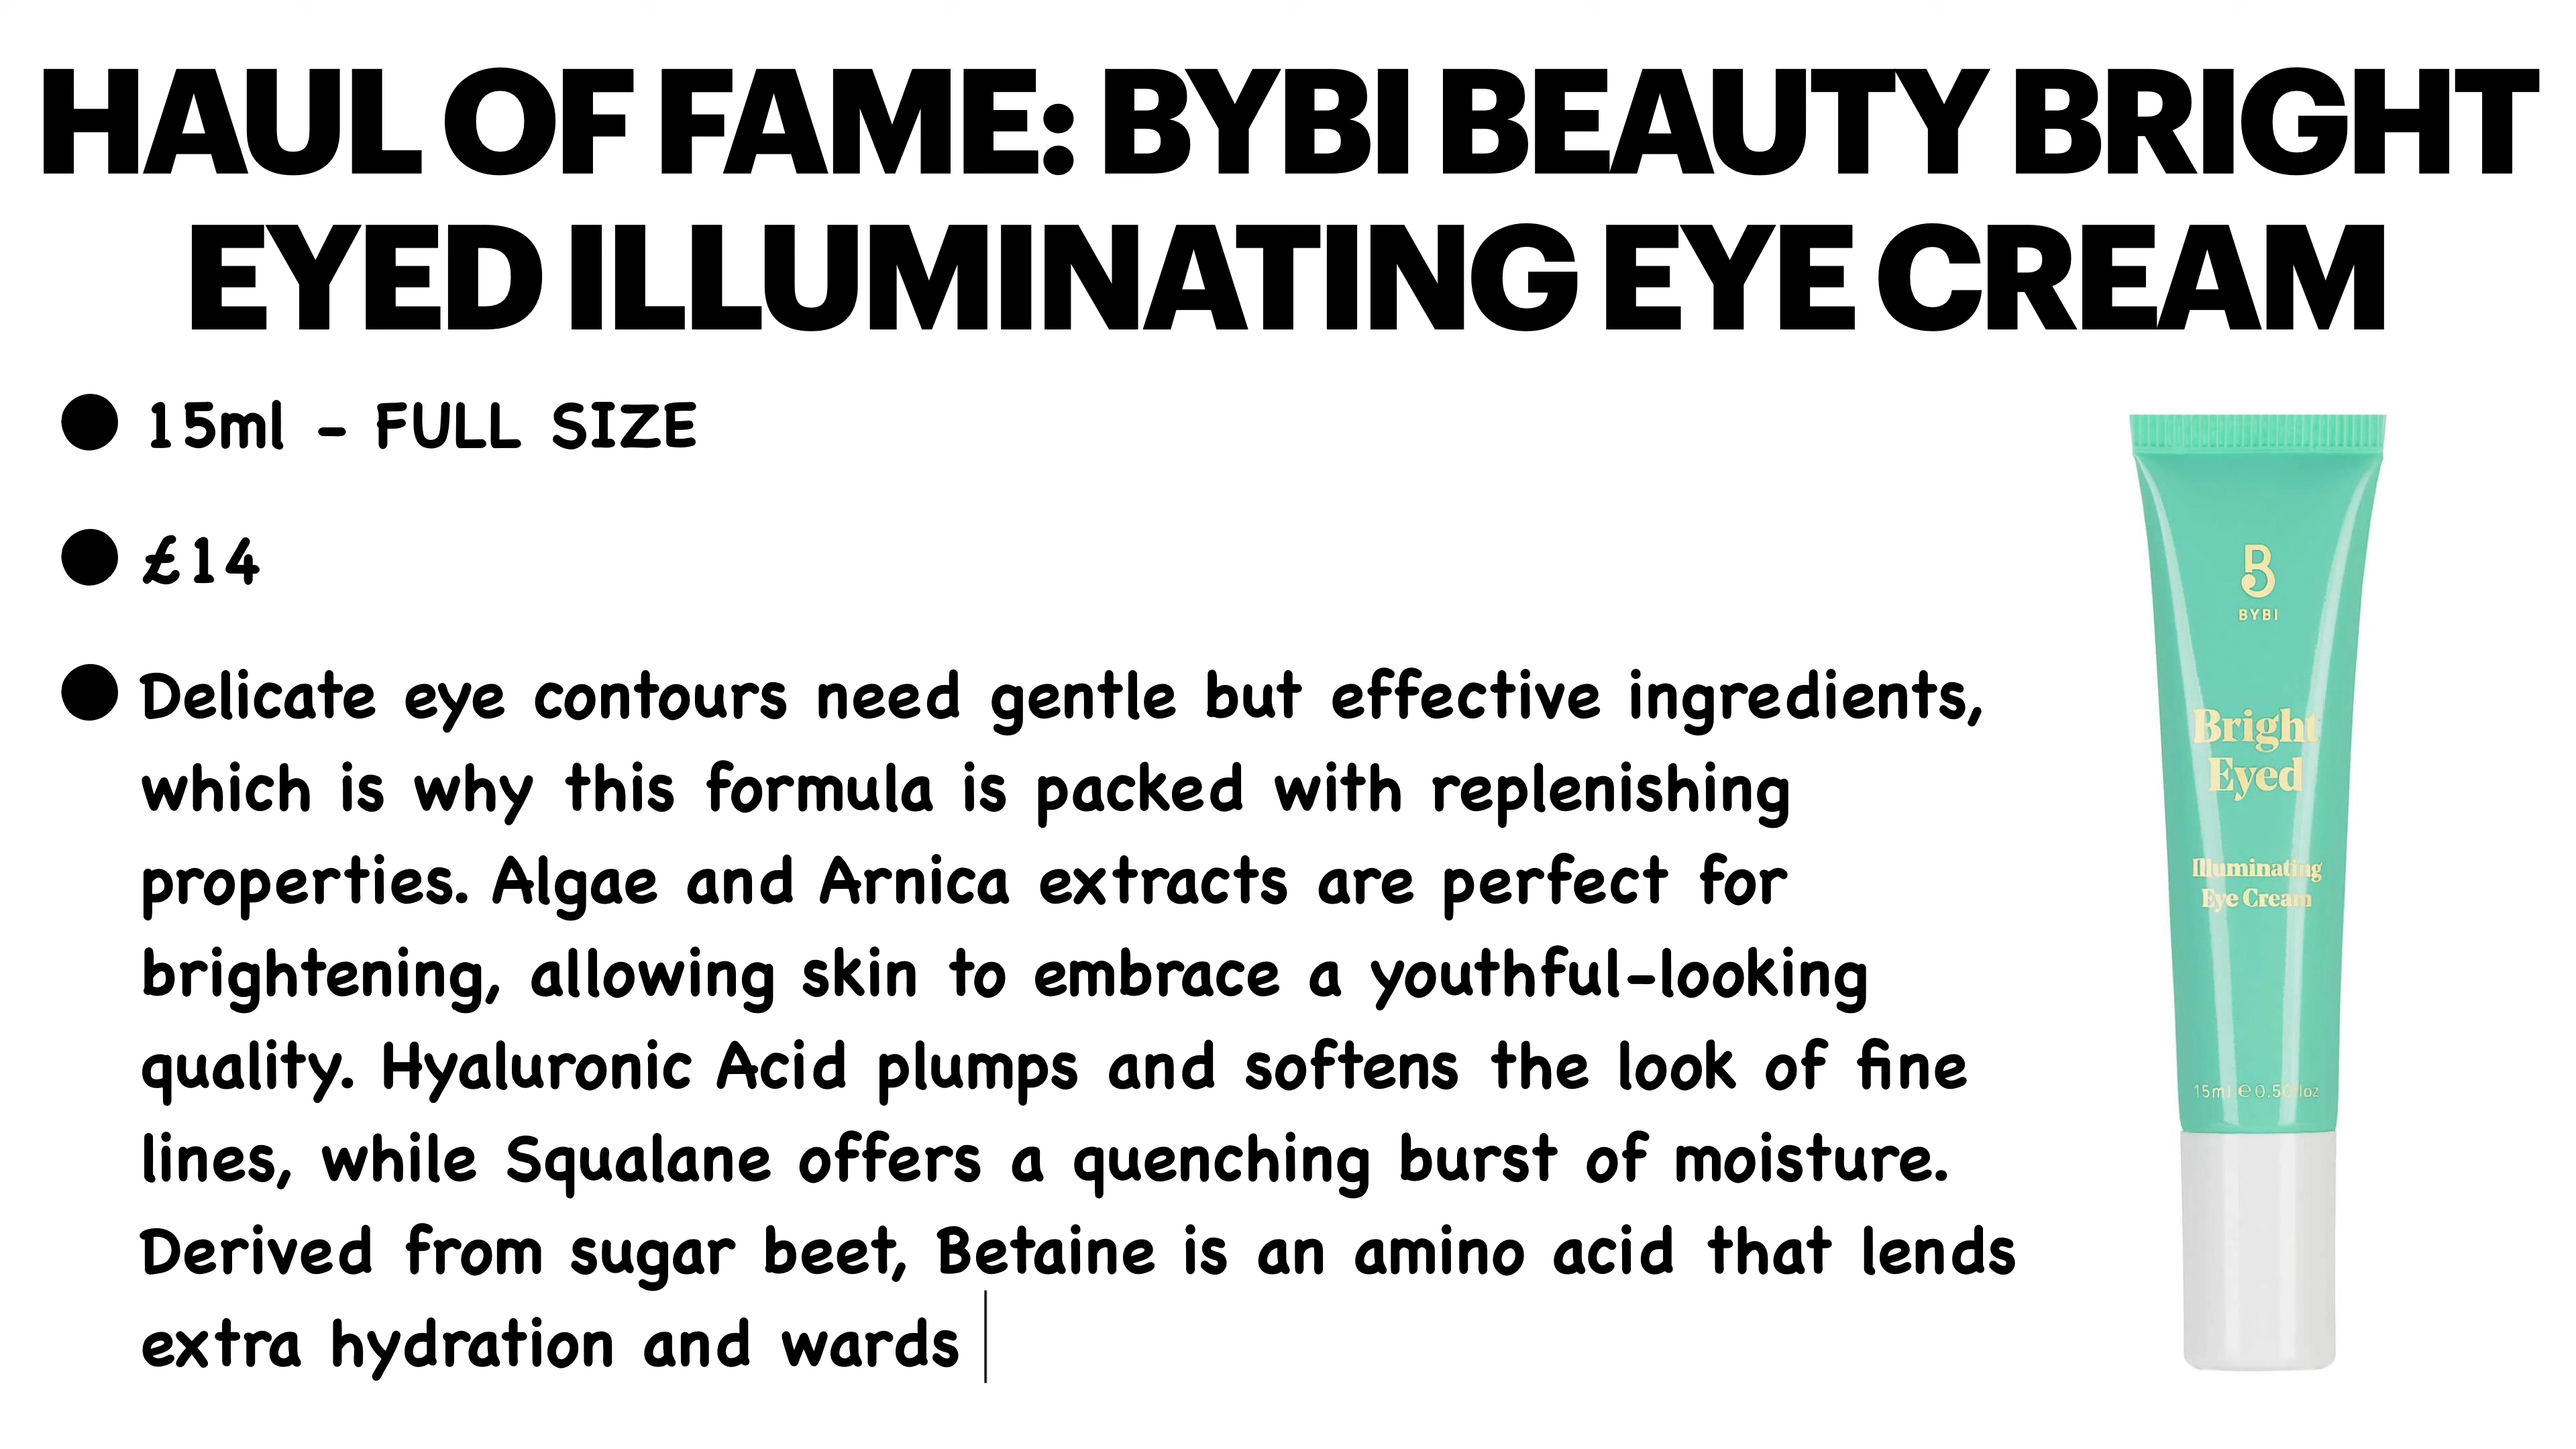 HAUL OF FAME: BYBI BEAUTY BRIGHT
EYED ILLUMINATING EYE CREAM
15ml - FULL SIZE
£14
Delicate eye contours need gentle but effective ingredients,
which is why this formula is packed with replenishing
properties. Algae and Arnica extracts are perfect for
brightening, allowing skin to embrace a youthful-looking
quality. Hyaluronic Acid plumps and softens the look of fine
lines, while Squalane offers a quenching burst of moisture.
Derived from sugar beet, Betaine is an amino acid that lends
extra hydration and wards
B
BYBI
Bright
Eyed
Illuminating
Eye Cream
15ml ℮